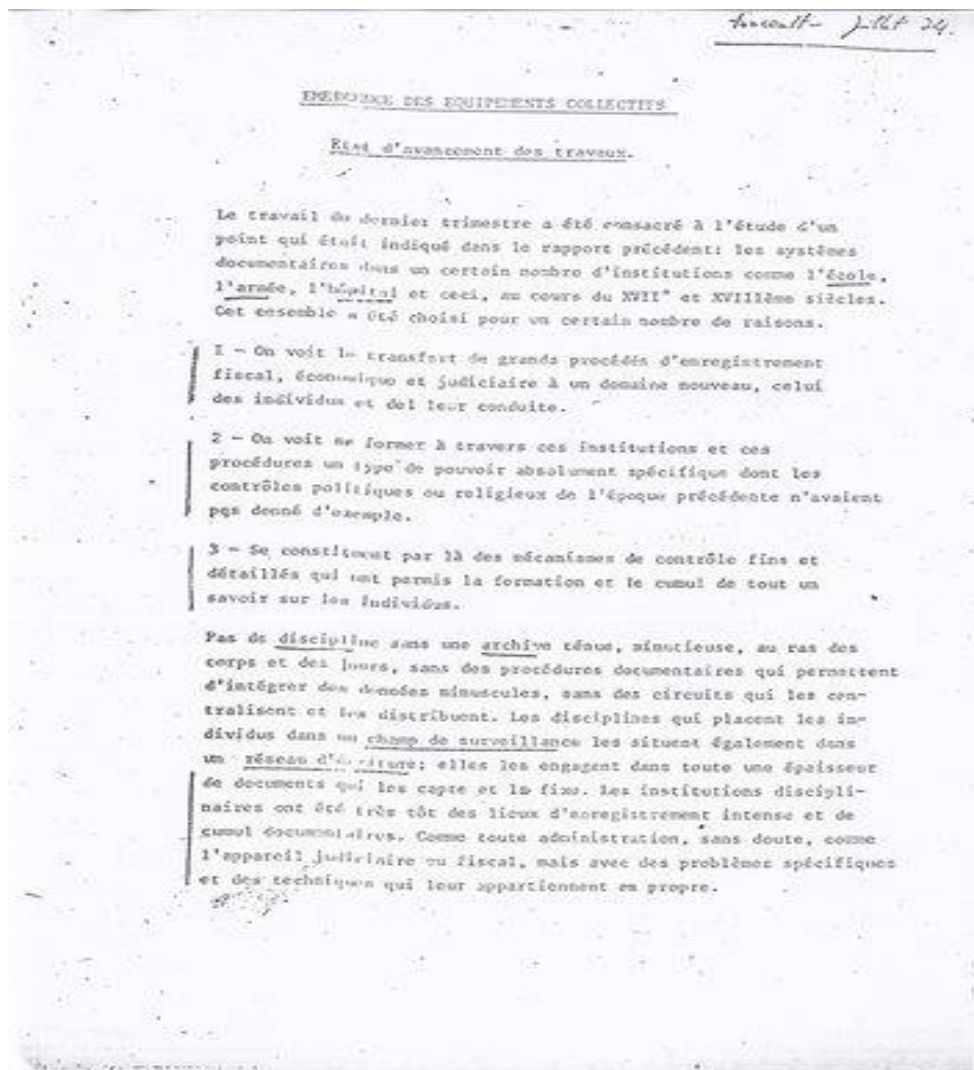 Foucault - juillet 74.
EMERGENCE DES EQUIPEMENTS COLLECTIFS
Etat d'avancement des travaux.
Le travail du dernier trimestre a été consacré à l'étude d'un
point qui était indiqué dans le rapport précédent: les systèmes
documentaires dans un certain nombre d'institutions comme l'école,
l'armée, l'hôpital et ceci, au cours du XVII° et XVIIIème siècles.
Cet ensemble a été choisi pour un certain nombre de raisons.
1 - On voit le transfert de grands procédés d'enregistrement
fiscal, économique et judiciaire à un domaine nouveau, celui
des individus et del leur conduite.
2 - On voit se former à travers ces institutions et ces
procédures un type de pouvoir absolument spécifique dont les
contrôles politiques ou religieux de l'époque précédente n'avaient
pas donné d'exemple.
3 - Se constituent par là des mécanismes de contrôle fins et
détaillés qui ont permis la formation et le cumul de tout un
savoir sur les individus.
Pas de discipline sans une archive ténue, minutieuse, au ras des
corps et des jours, sans des procédures documentaires qui permettent
d'intégrer des données minuscules, sans des circuits qui les cen-
tralisent et les distribuent. Les disciplines qui placent les in-
dividus dans un champ de surveillance les situent également dans
un réseau d'écriture; elles les engagent dans toute une épaisseur
de documents qui les capte et la fixe. Les institutions discipli-
naires ont été très tôt des lieux d'enregistrement intense et de
cumul documentaires. Comme toute administration, sans doute, comme
l'appareil judiciaire ou fiscal, mais avec des problèmes spécifiques
et des techniques qui leur appartiennent en propre.